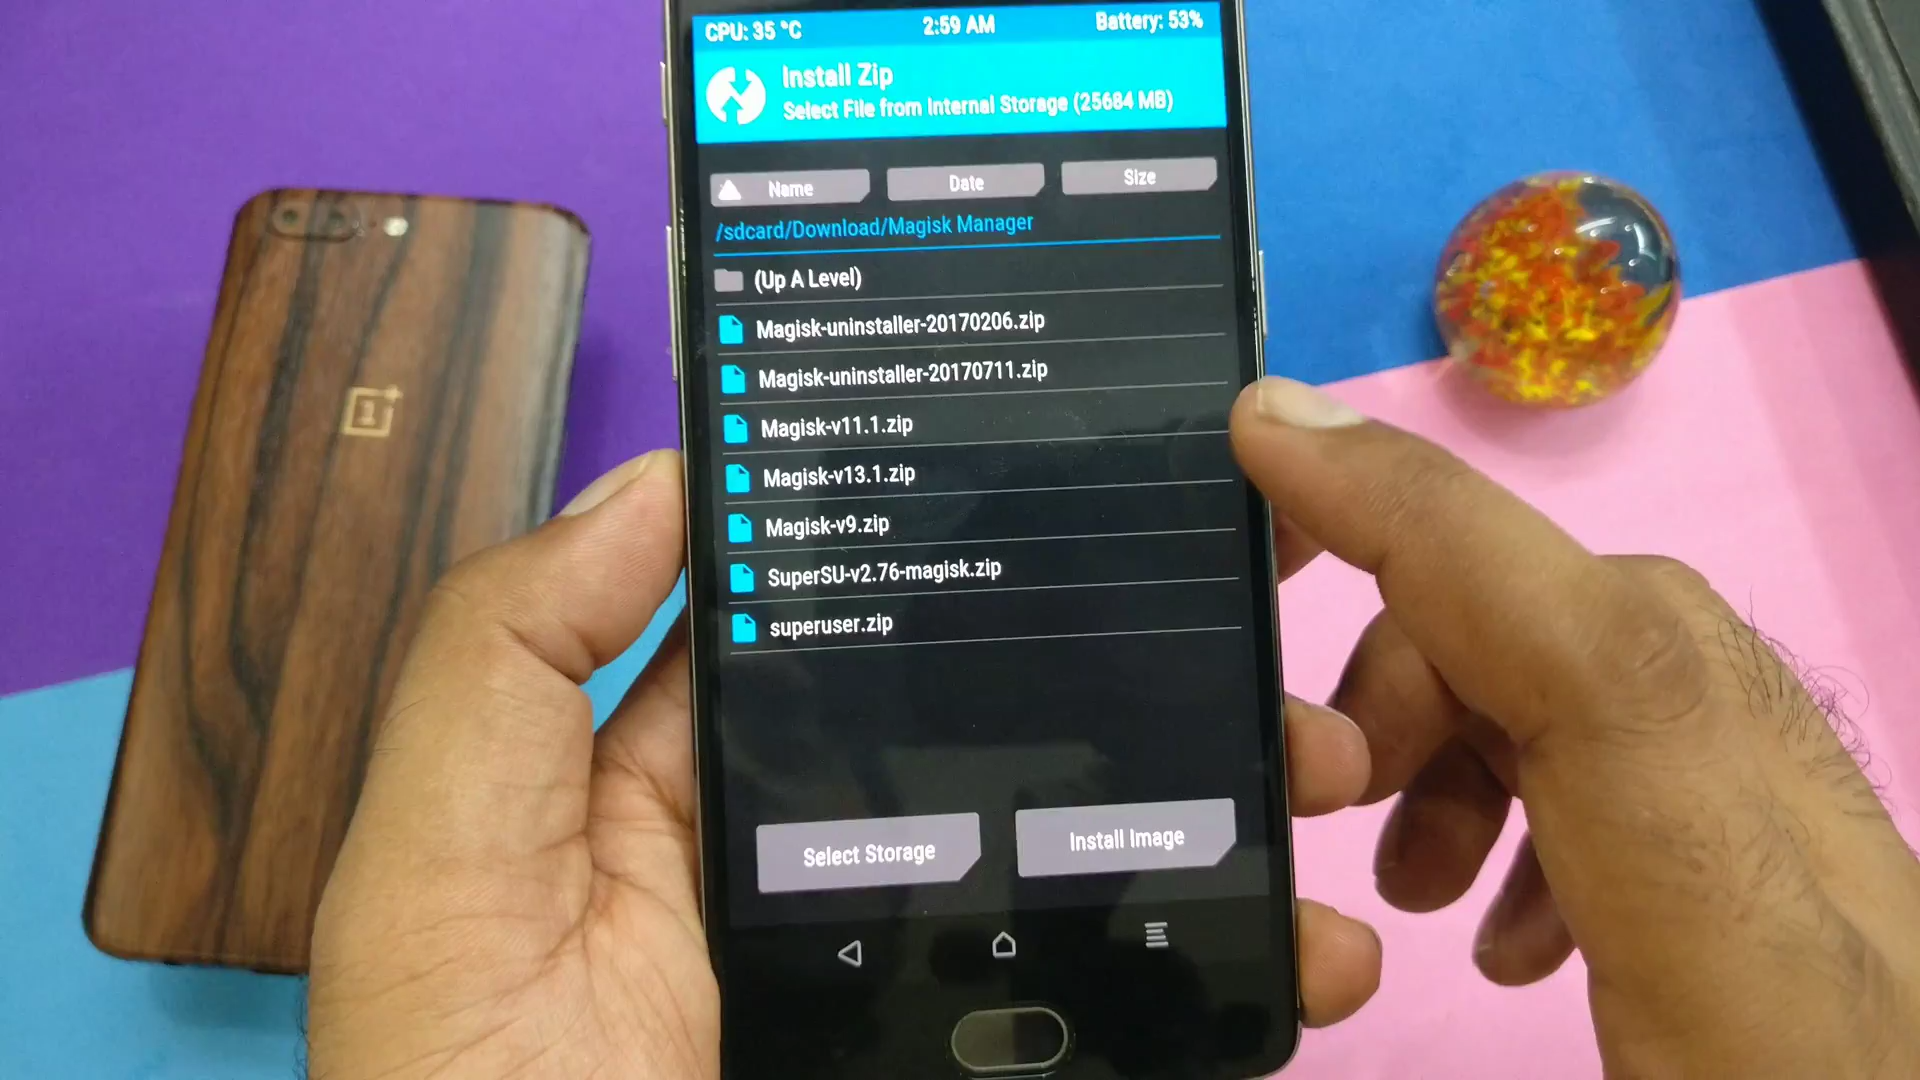 CPU: 35 °C
2:59 AM
Battery: 53%
Install Zip
Select File from Internal Storage (25684 MB)
Name
Date
Size
/sdcard/Download/Magisk Manager
(Up A Level)
Magisk-uninstaller-20170206.zip
Magisk-uninstaller-20170711.zip
Magisk-v11.1.zip
Magisk-v13.1.zip
Magisk-v9.zip
SuperSU-v2.76-magisk.zip
superuser.zip
Select Storage
Install Image
1+